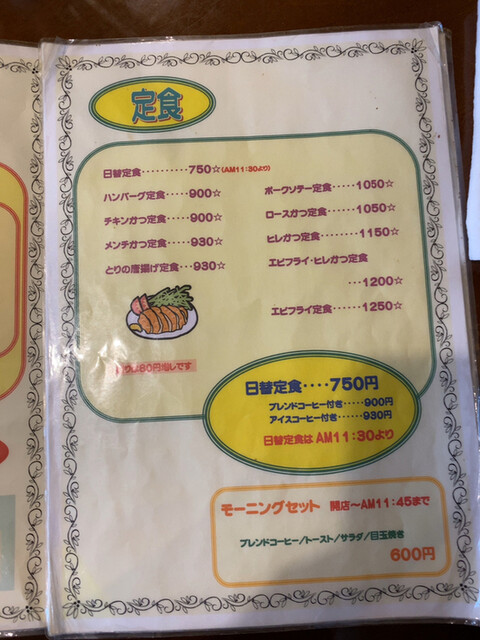 定食
日替定食………750☆(AM11:30より)
ハンバーグ定食‥‥‥900☆
チキンかつ定食‥‥‥900☆
メンチかつ定食‥‥‥930☆
とりの唐揚げ定食‥‥930☆
ポークソテー定食‥‥‥1050☆
ロースかつ定食‥‥‥‥1050☆
ヒレかつ定食‥‥‥‥1150☆
エビフライ・ヒレかつ定食
‥‥1200☆
エビフライ定食‥‥‥‥1250☆
は80円増しです
日替定食‥‥750円
ブレンドコーヒー付き‥‥‥900円
アイスコーヒー付き‥‥‥930円
日替定食はAM11:30より
モーニングセット 開店〜AM11:45まで
ブレンドコーヒー/トースト/サラダ/目玉焼き
600円